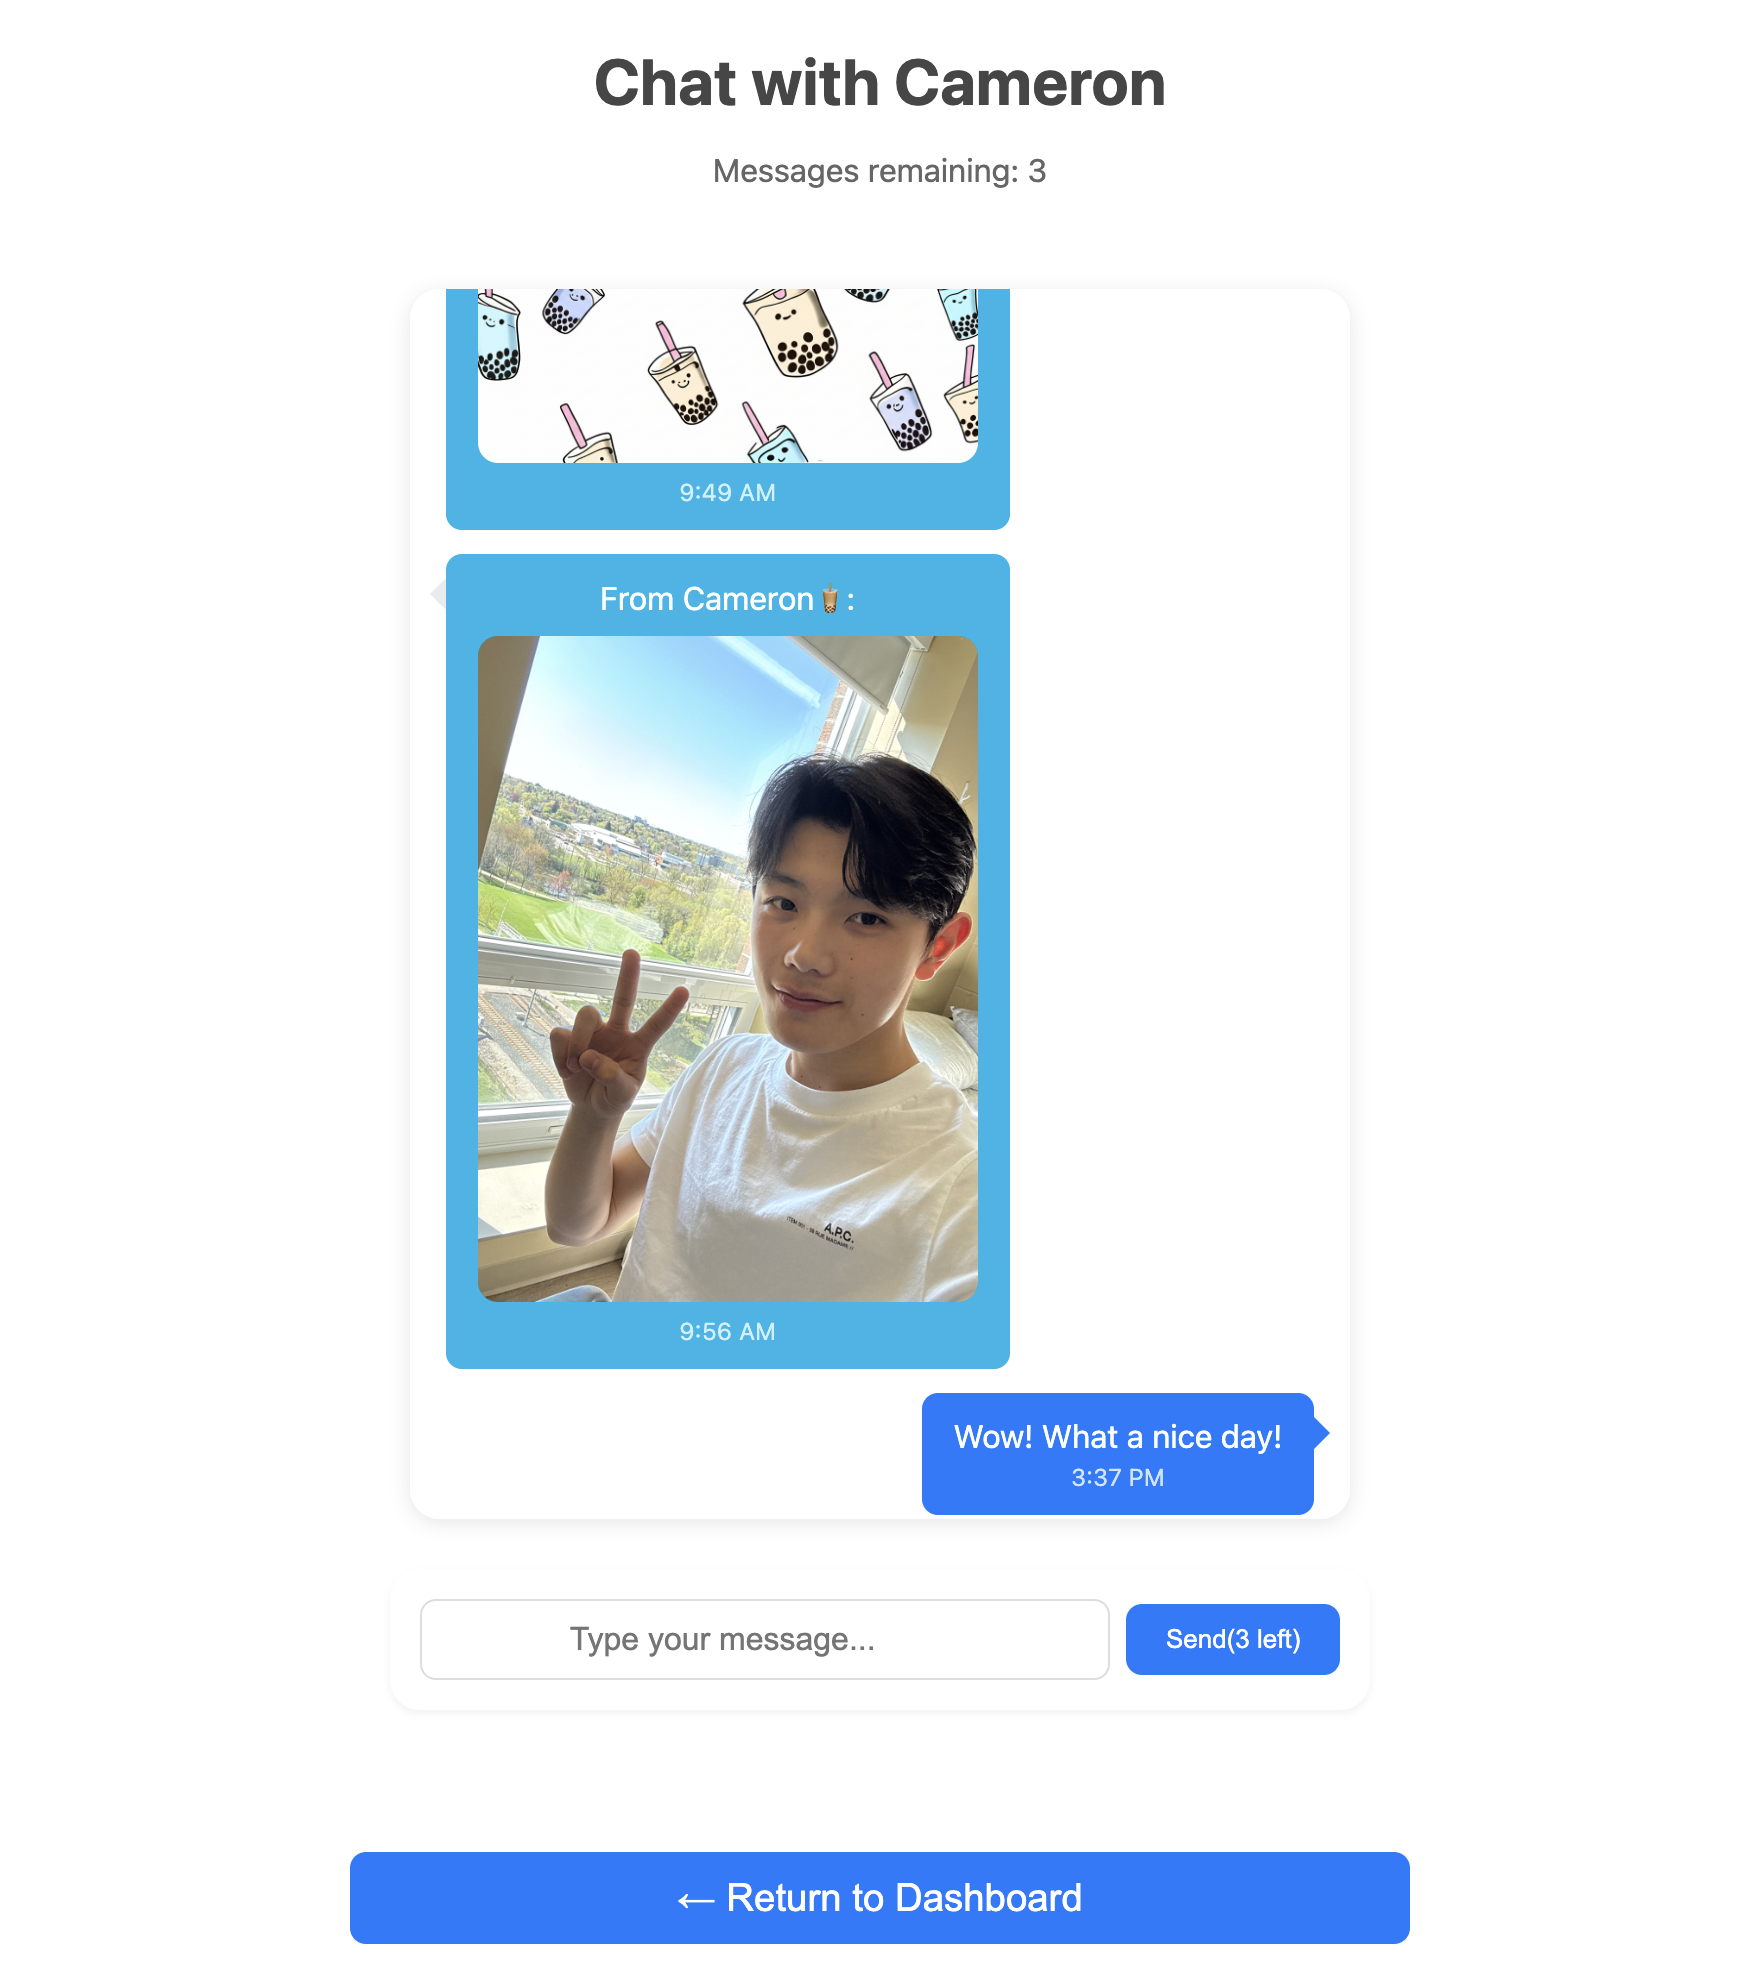 Chat with Cameron
Messages remaining: 3
9:49 AM
From Cameron🧋:
A.P.C.
9:56 AM
Wow! What a nice day!
3:37 PM
Type your message...
Send(3 left)
← Return to Dashboard